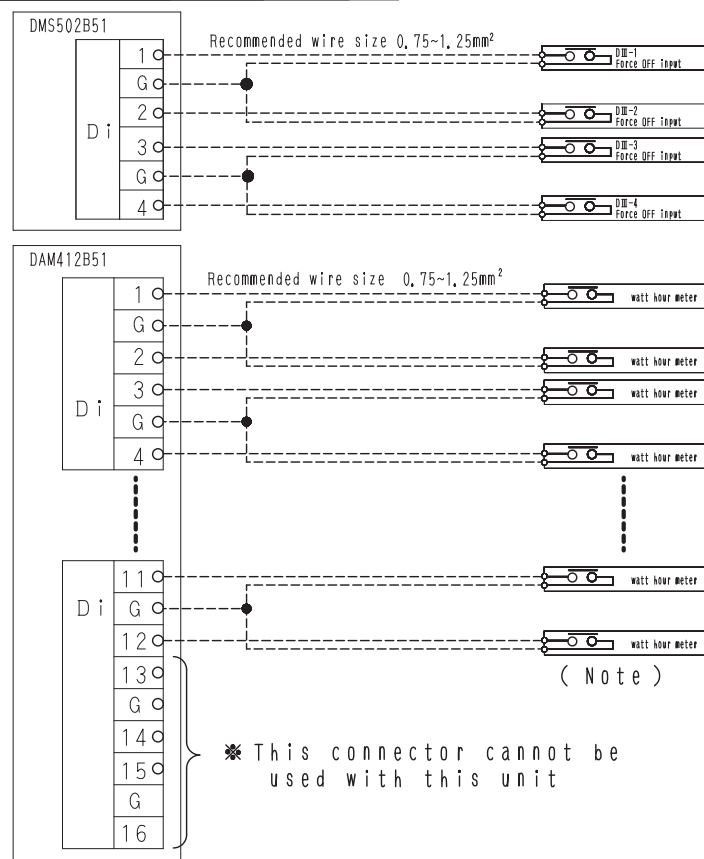 DMS502B51
Recommended wire size 0.75~1.25mm²
Di
1
G
2
3
G
4
DⅢ-1
Force OFF input
DⅢ-2
Force OFF input
DⅢ-3
Force OFF input
DⅢ-4
Force OFF input
DAM412B51
Recommended wire size 0.75~1.25mm²
Di
1
G
2
3
G
4
watt hour meter
watt hour meter
watt hour meter
watt hour meter
Di
11
G
12
13
G
14
15
G
16
watt hour meter
watt hour meter
(Note)
※ This connector cannot be
used with this unit